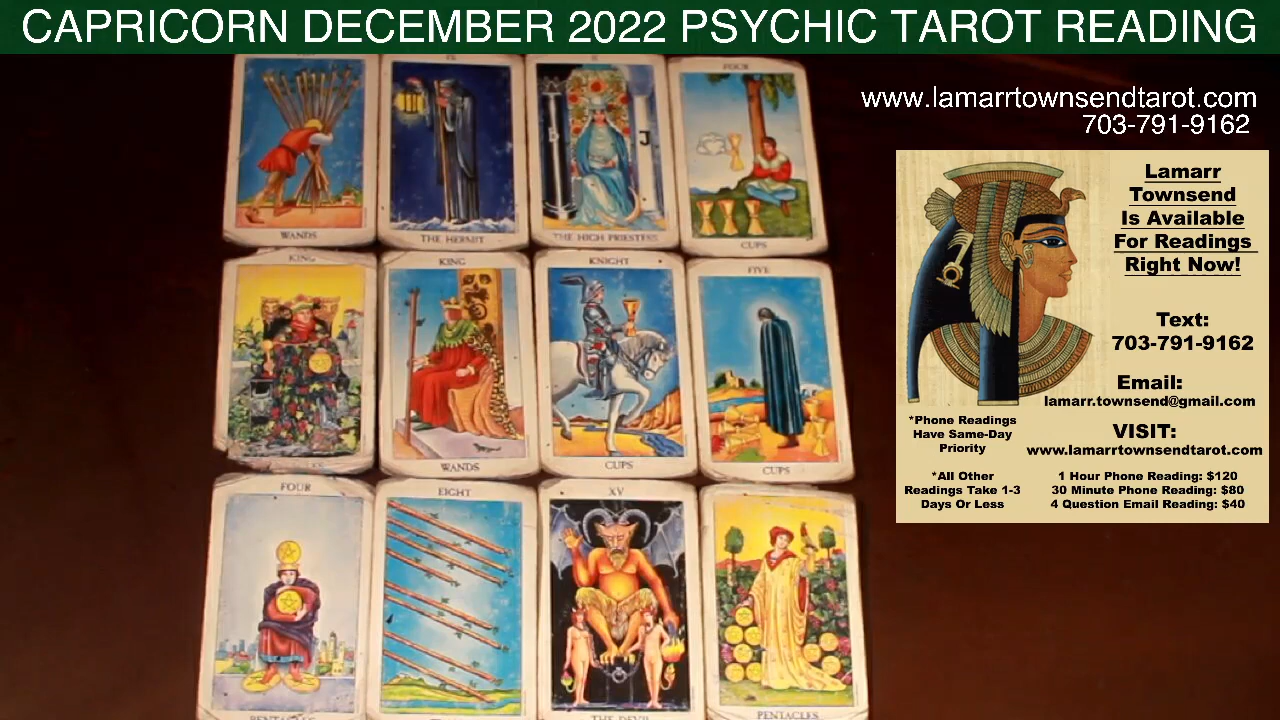 CAPRICORN DECEMBER 2022 PSYCHIC TAROT READING
www.lamarrtownsendtarot.com
703-791-9162
Lamarr
Townsend
Is Available
For Readings
Right Now!
Text:
703-791-9162
Email:
lamarr.townsend@gmail.com
VISIT:
www.lamarrtownsendtarot.com
*Phone Readings
Have Same-Day
Priority
*All Other
Readings Take 1-3
Days Or Less
1 Hour Phone Reading: $120
30 Minute Phone Reading: $80
4 Question Email Reading: $40
FOUR
B
J
WANDS
THE HERMIT
THE HIGH PRIESTESS
CUPS
KING
KING
KNIGHT
FIVE
WANDS
CUPS
CUPS
FOUR
EIGHT
XV
PENTACLES
THE DEVIL
PENTACLES